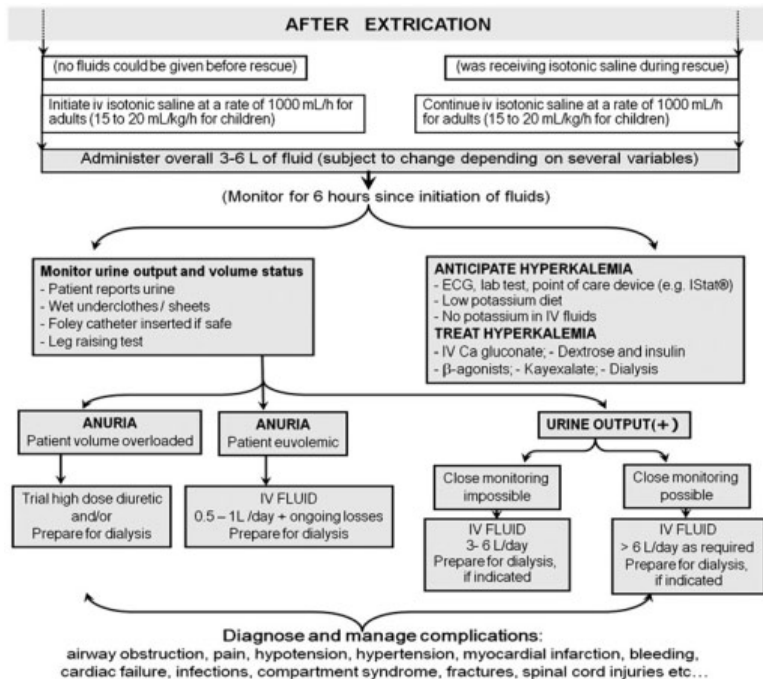 AFTER EXTRICATION
(no fluids could be given before rescue)
(was receiving isotonic saline during rescue)
Initiate iv isotonic saline at a rate of 1000 mL/h for
adults (15 to 20 mL/kg/h for children)
Continue iv isotonic saline at a rate of 1000 mL/h
for adults (15 to 20 mL/kg/h for children)
Administer overall 3-6 L of fluid (subject to change depending on several variables)
(Monitor for 6 hours since initiation of fluids)
Monitor urine output and volume status
- Patient reports urine
- Wet underclothes / sheets
- Foley catheter inserted if safe
- Leg raising test
ANTICIPATE HYPERKALEMIA
- ECG, lab test, point of care device (e.g. IStat®)
- Low potassium diet
- No potassium in IV fluids
TREAT HYPERKALEMIA
- IV Ca gluconate; - Dextrose and insulin
- β-agonists; - Kayexalate; - Dialysis
ANURIA
Patient volume overloaded
ANURIA
Patient euvolemic
URINE OUTPUT(+)
Trial high dose diuretic
and/or
Prepare for dialysis
IV FLUID
0.5 – 1L /day + ongoing losses
Prepare for dialysis
Close monitoring
impossible
Close monitoring
possible
IV FLUID
3- 6 L/day
Prepare for dialysis,
if indicated
IV FLUID
> 6 L/day as required
Prepare for dialysis,
if indicated
Diagnose and manage complications:
airway obstruction, pain, hypotension, hypertension, myocardial infarction, bleeding,
cardiac failure, infections, compartment syndrome, fractures, spinal cord injuries etc…